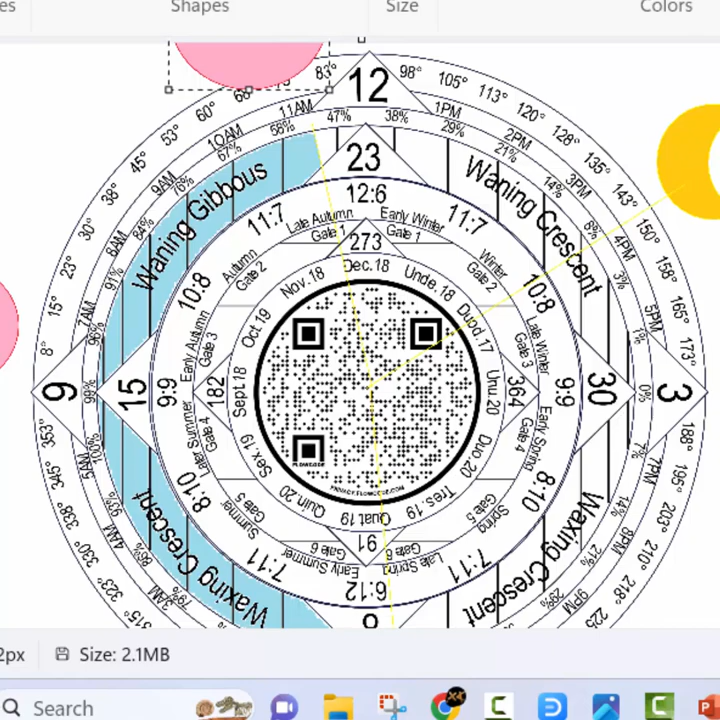 Shapes
Size
Colors
12
83°
98°
105°
113°
120°
128°
135°
143°
150°
158°
165°
173°
3
188°
195°
203°
210°
218°
225
60°
53°
45°
38°
30°
23°
15°
8°
9
353°
345°
338°
330°
323°
315°
11AM
10AM
9AM
8AM
7AM
5AM
4AM
3AM
1PM
2PM
3PM
4PM
5PM
7PM
8PM
9PM
47%
38%
29%
21%
14%
8%
3%
1%
0%
7%
14%
21%
29%
58%
67%
76%
84%
91%
96%
99%
100%
93%
86%
79%
23
Waning Gibbous
Waning Crescent
15
30
Waxing Crescent
Waxing Crescent
12:6
11:7
10:8
9:9
8:10
7:11
6:12
11:7
10:8
9:9
8:10
7:11
Late Autumn
Gate 1
Early Winter
Gate 1
Autumn
Gate 2
Winter
Gate 2
Early Autumn
Gate 3
Late Winter
Gate 3
Later Summer
Gate 4
Early Spring
Gate 4
Summer
Gate 5
Spring
Gate 5
Early Summer
Gate 6
Late Spring
Gate 6
273
182
364
91
Dec.18
Nov.18
Unde.18
Oct.19
Duod.17
Sept.18
Unu.20
Sex.19
Duo.20
Quin.20
Tres.19
Quat.19
FLOWCODE
PRIVACY.FLOWCODE.COM
2px
Size: 2.1MB
Search